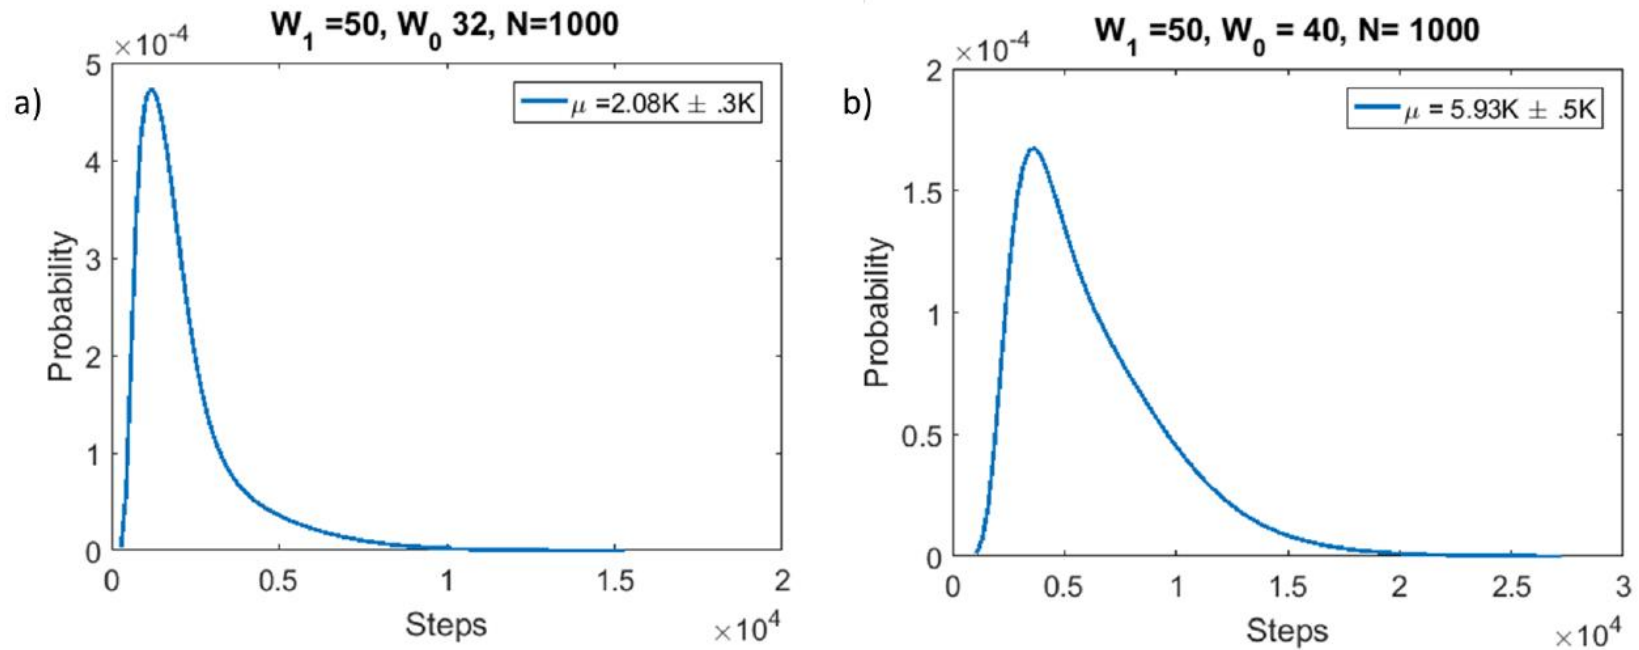 a)
W₁ =50, W₀ 32, N=1000
×10⁻⁴
5
4
3
2
1
0
Probability
μ =2.08K ± .3K
0 0.5 1 1.5 2
Steps
×10⁴
b)
W₁ =50, W₀ = 40, N= 1000
×10⁻⁴
2
1.5
1
0.5
0
Probability
μ = 5.93K ± .5K
0 0.5 1 1.5 2 2.5 3
Steps
×10⁴